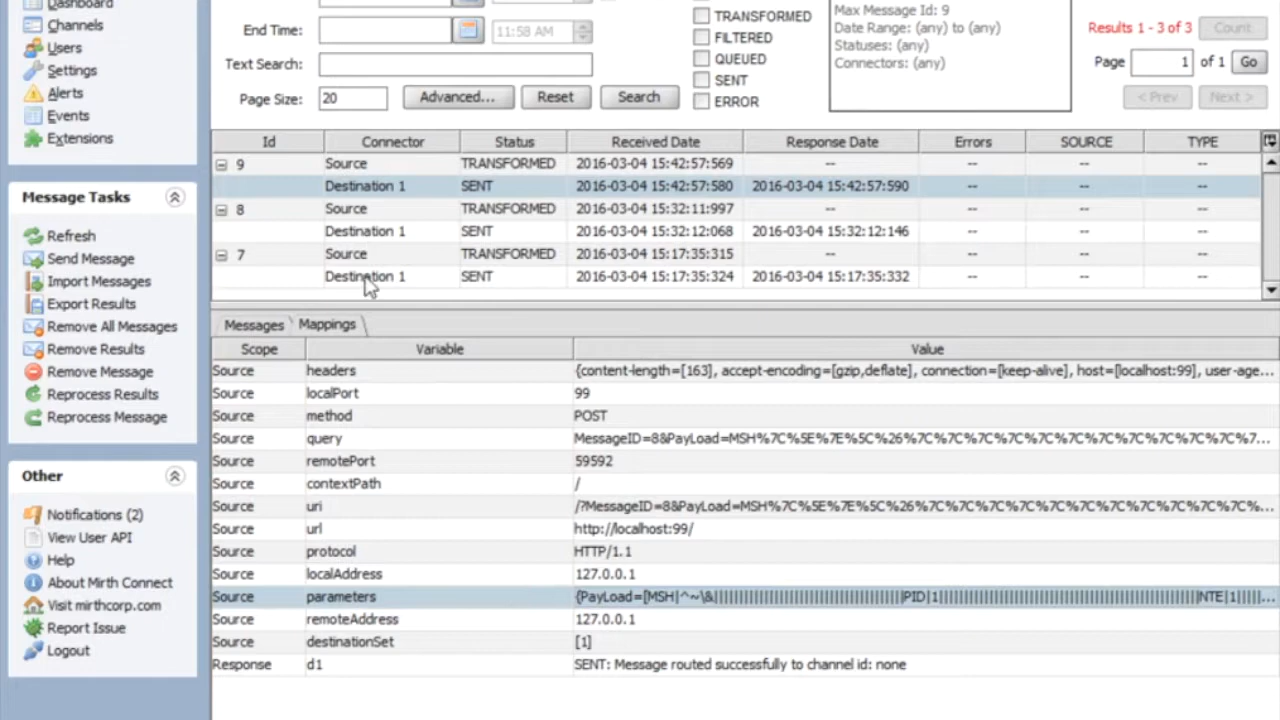 Dashboard
Channels
Users
Settings
Alerts
Events
Extensions
Message Tasks
Refresh
Send Message
Import Messages
Export Results
Remove All Messages
Remove Results
Remove Message
Reprocess Results
Reprocess Message
Other
Notifications (2)
View User API
Help
About Mirth Connect
Visit mirthcorp.com
Report Issue
Logout
End Time: 11:58 AM
Text Search:
Page Size: 20 Advanced... Reset Search
TRANSFORMED
FILTERED
QUEUED
SENT
ERROR
Max Message Id: 9
Date Range: (any) to (any)
Statuses: (any)
Connectors: (any)
Results 1 - 3 of 3 Count
Page 1 of 1 Go
< Prev Next >
Id Connector Status Received Date Response Date Errors SOURCE TYPE
9 Source TRANSFORMED 2016-03-04 15:42:57:569 -- -- -- --
Destination 1 SENT 2016-03-04 15:42:57:580 2016-03-04 15:42:57:590 -- -- --
8 Source TRANSFORMED 2016-03-04 15:32:11:997 -- -- -- --
Destination 1 SENT 2016-03-04 15:32:12:068 2016-03-04 15:32:12:146 -- -- --
7 Source TRANSFORMED 2016-03-04 15:17:35:315 -- -- -- --
Destination 1 SENT 2016-03-04 15:17:35:324 2016-03-04 15:17:35:332 -- -- --
Messages Mappings
Scope Variable Value
Source headers {content-length=[163], accept-encoding=[gzip,deflate], connection=[keep-alive], host=[localhost:99], user-age...
Source localPort 99
Source method POST
Source query MessageID=8&PayLoad=MSH%7C%5E%7E%5C%26%7C%7C%7C%7C%7C%7C%7C%7C%7C%7C%7C%7...
Source remotePort 59592
Source contextPath /
Source uri /?MessageID=8&PayLoad=MSH%7C%5E%7E%5C%26%7C%7C%7C%7C%7C%7C%7C%7C%7C%7C%7C%...
Source url http://localhost:99/
Source protocol HTTP/1.1
Source localAddress 127.0.0.1
Source parameters {PayLoad=[MSH|^~\&||||||||||||||||||||||||||||||||||||PID|1||||||||||||||||||||||||||||||||||||||||||||||||||NTE|1|||||...
Source remoteAddress 127.0.0.1
Source destinationSet [1]
Response d1 SENT: Message routed successfully to channel id: none